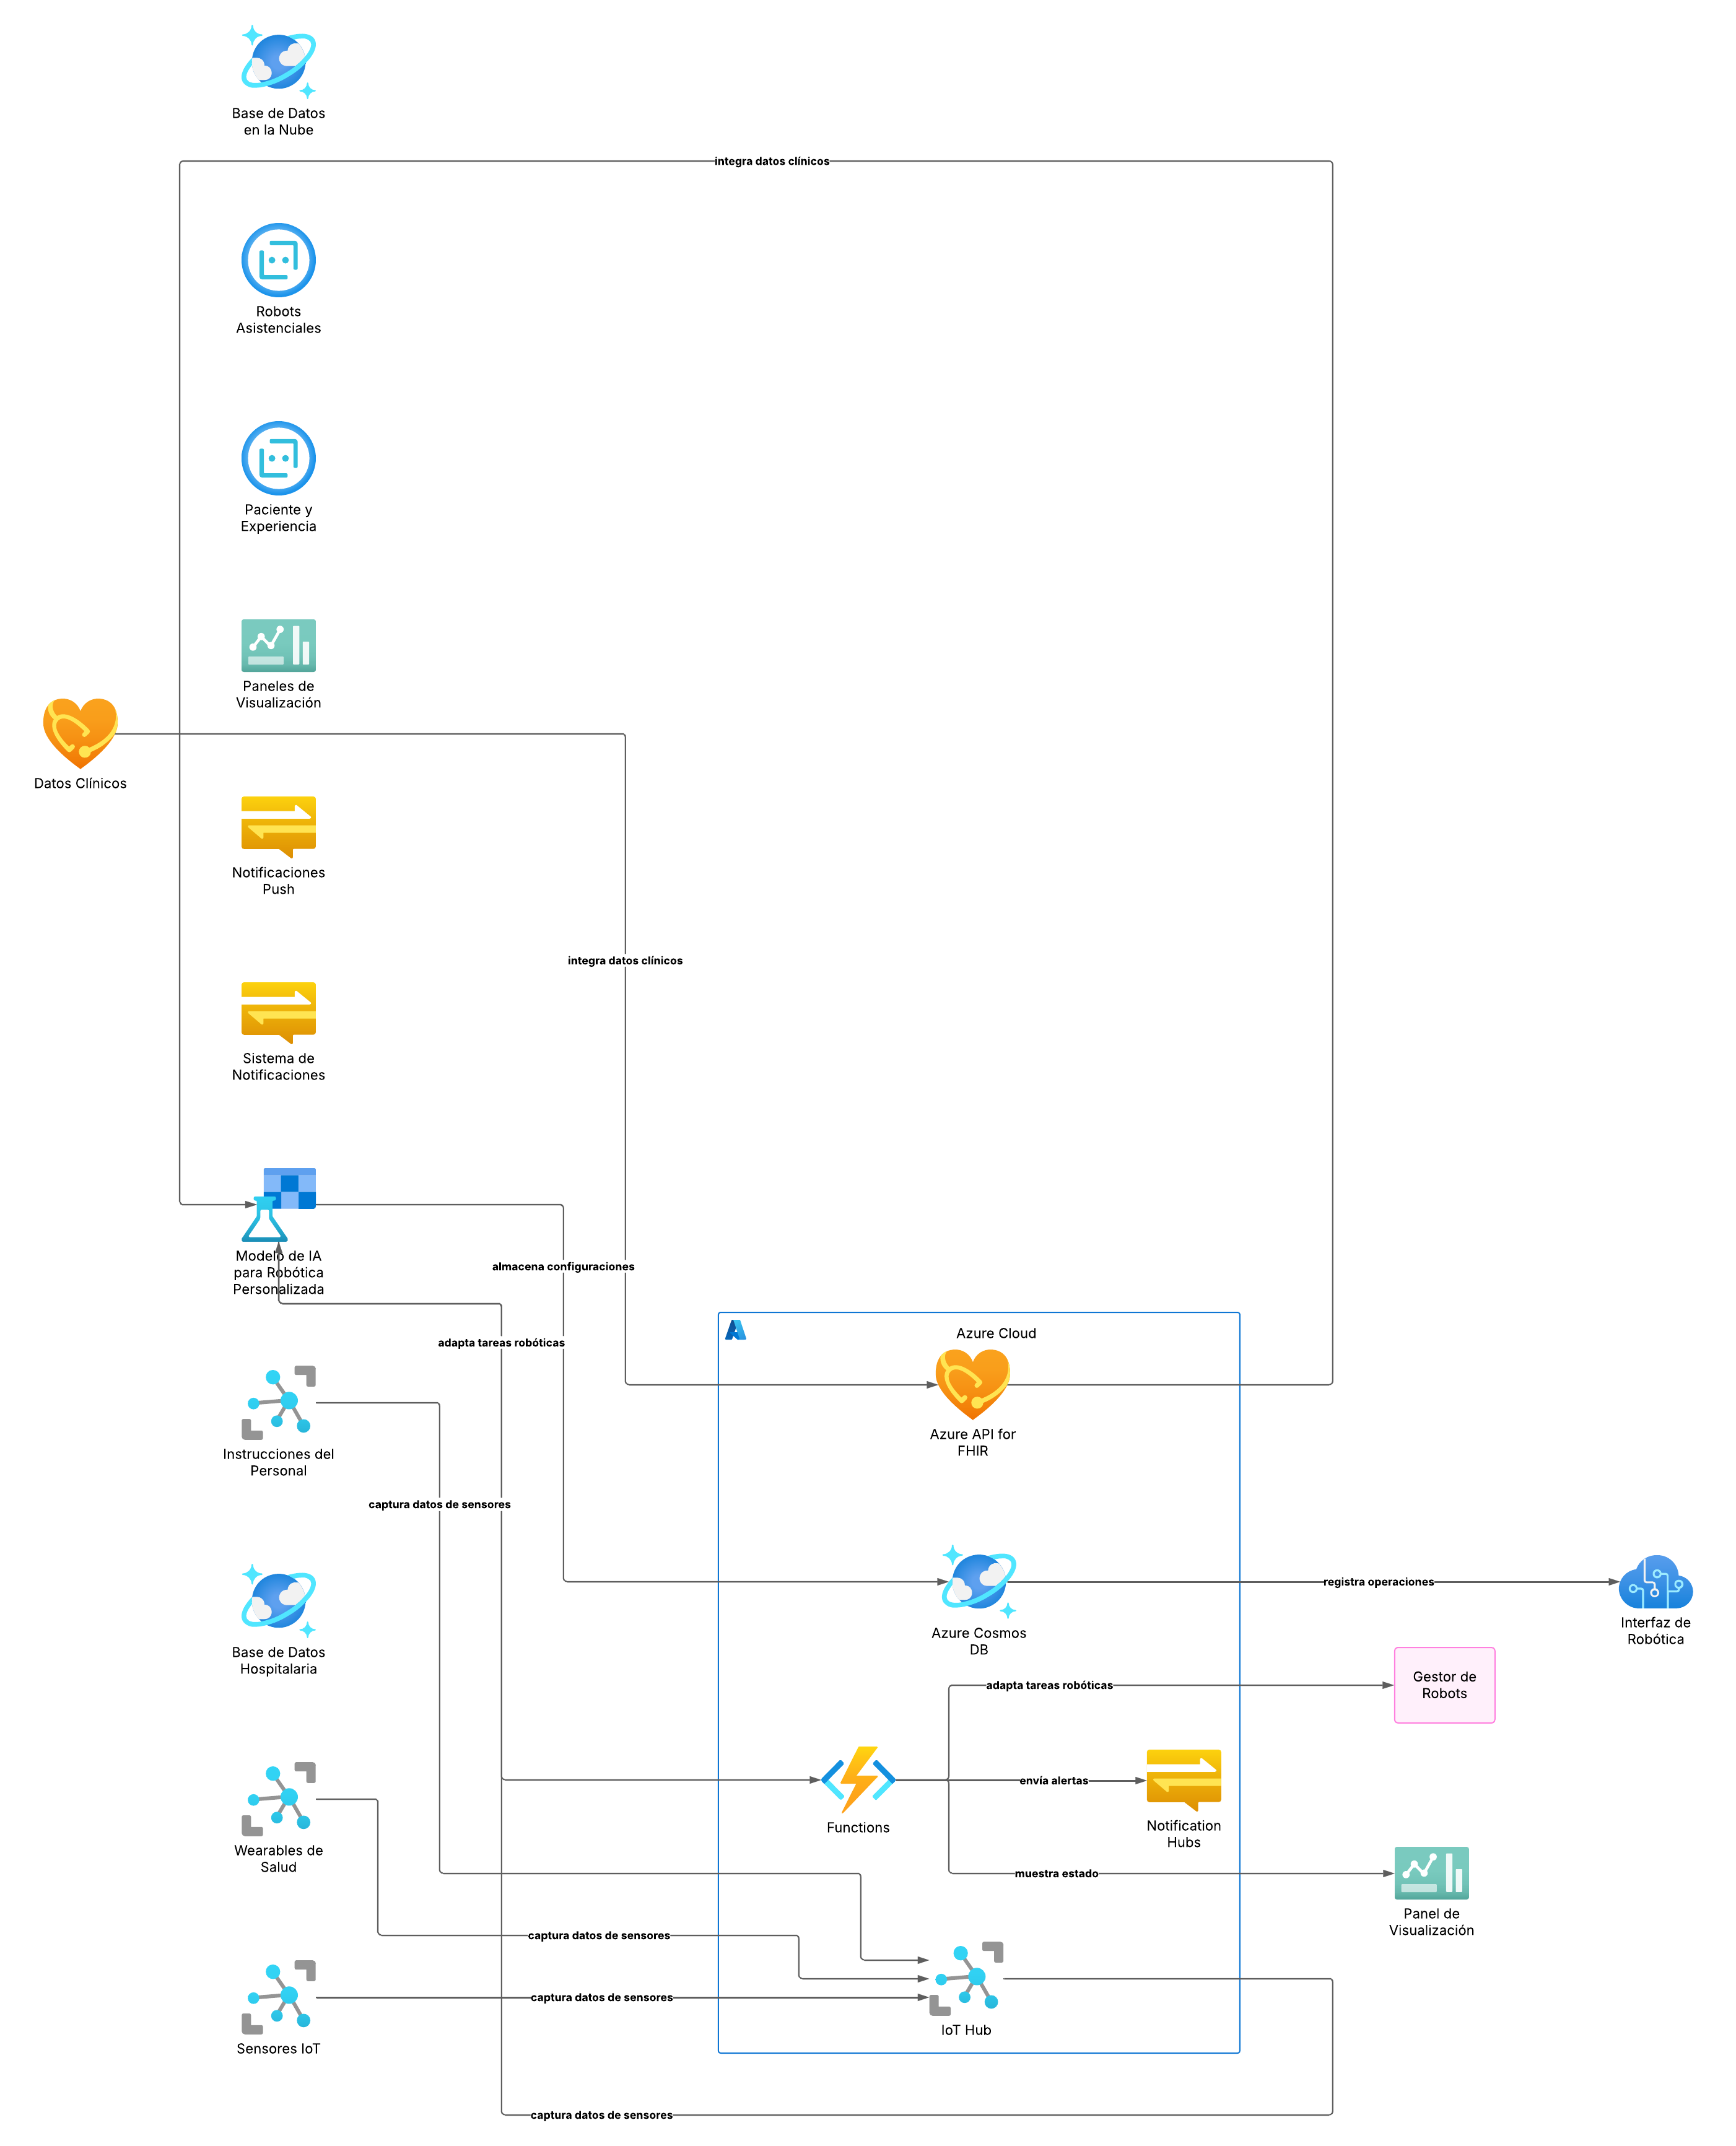 Base de Datos
en la Nube
integra datos clínicos
Robots
Asistenciales
Paciente y
Experiencia
Paneles de
Visualización
Datos Clínicos
Notificaciones
Push
integra datos clínicos
Sistema de
Notificaciones
Modelo de IA
para Robótica
Personalizada
almacena configuraciones
adapta tareas robóticas
Azure Cloud
Azure API for
FHIR
Instrucciones del
Personal
captura datos de sensores
Base de Datos
Hospitalaria
Azure Cosmos
DB
registra operaciones
Interfaz de
Robótica
Gestor de
Robots
adapta tareas robóticas
envía alertas
Functions
Notification
Hubs
muestra estado
Panel de
Visualización
Wearables de
Salud
captura datos de sensores
captura datos de sensores
IoT Hub
Sensores IoT
captura datos de sensores